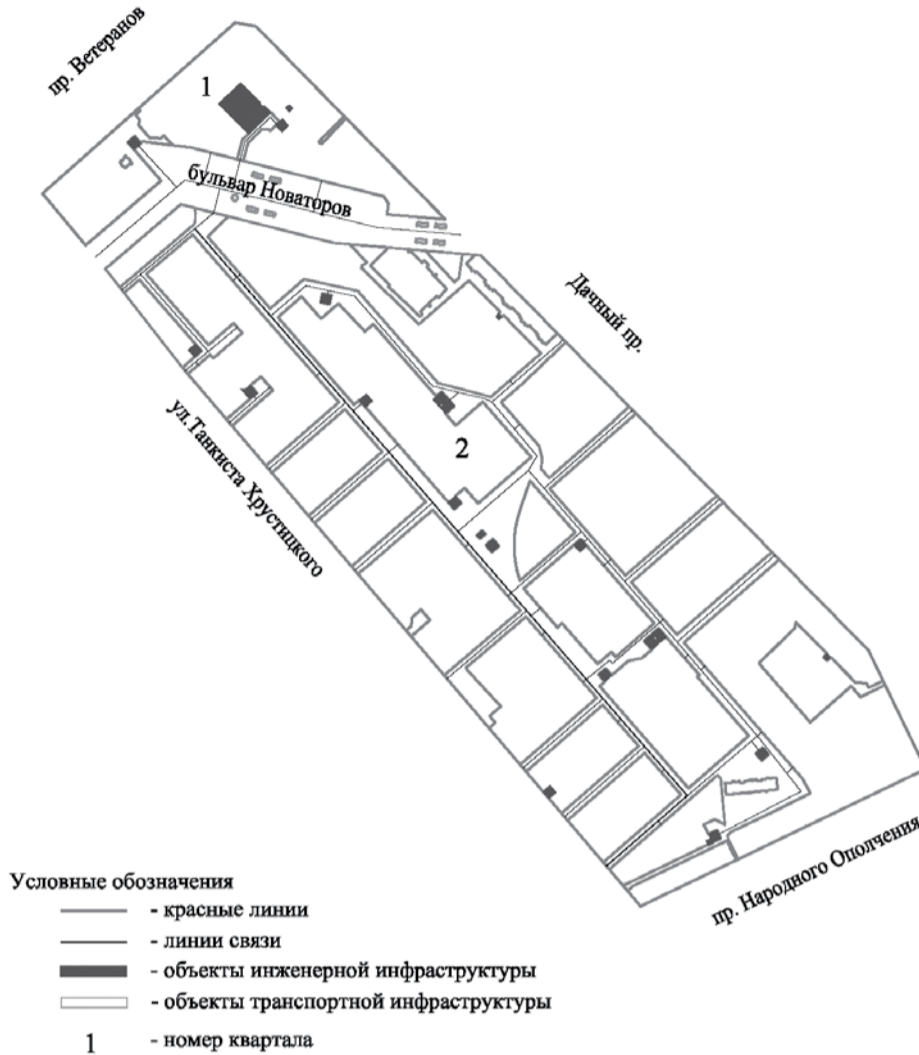 пр. Ветеранов
1
бульвар Новаторов
Дачный пр.
ул.Танкиста Хрустицкого
2
пр. Народного Ополчения
Условные обозначения
- красные линии
- линии связи
- объекты инженерной инфраструктуры
- объекты транспортной инфраструктуры
1 - номер квартала